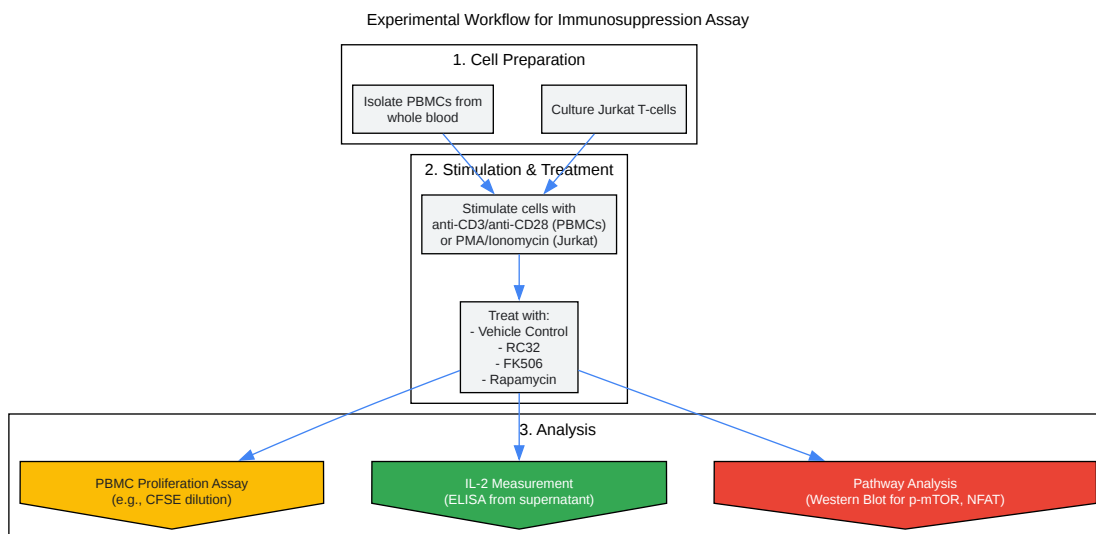 Experimental Workflow for Immunosuppression Assay
1. Cell Preparation
Isolate PBMCs from
whole blood
Culture Jurkat T-cells
2. Stimulation & Treatment
Stimulate cells with
anti-CD3/anti-CD28 (PBMCs)
or PMA/Ionomycin (Jurkat)
Treat with:
- Vehicle Control
- RC32
- FK506
- Rapamycin
3. Analysis
PBMC Proliferation Assay
(e.g., CFSE dilution)
IL-2 Measurement
(ELISA from supernatant)
Pathway Analysis
(Western Blot for p-mTOR, NFAT)